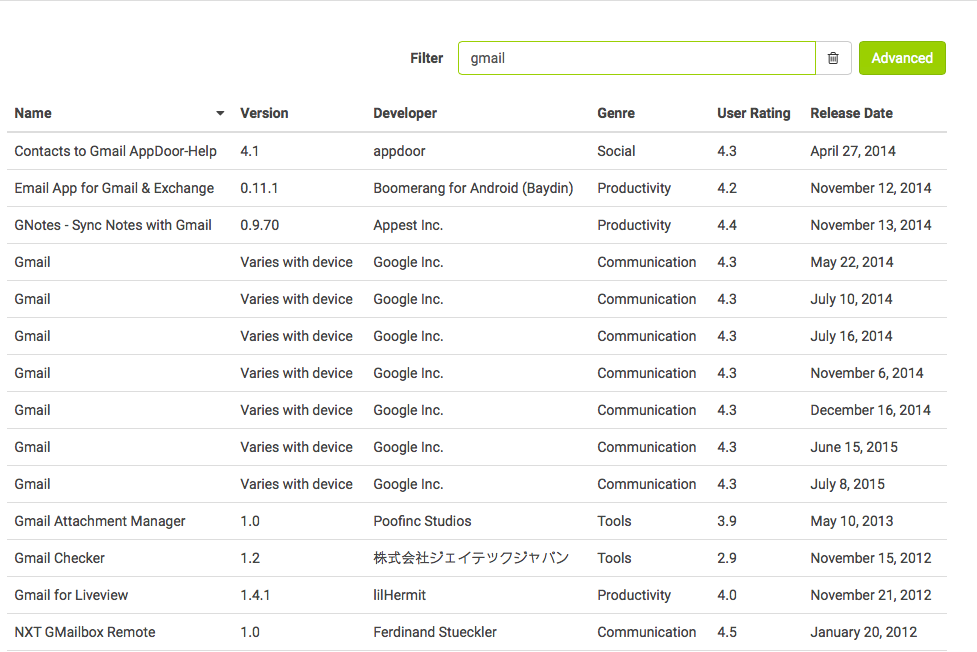 Filter gmail Advanced
Name Version Developer Genre User Rating Release Date
Contacts to Gmail AppDoor-Help 4.1 appdoor Social 4.3 April 27, 2014
Email App for Gmail & Exchange 0.11.1 Boomerang for Android (Baydin) Productivity 4.2 November 12, 2014
GNotes - Sync Notes with Gmail 0.9.70 Appest Inc. Productivity 4.4 November 13, 2014
Gmail Varies with device Google Inc. Communication 4.3 May 22, 2014
Gmail Varies with device Google Inc. Communication 4.3 July 10, 2014
Gmail Varies with device Google Inc. Communication 4.3 July 16, 2014
Gmail Varies with device Google Inc. Communication 4.3 November 6, 2014
Gmail Varies with device Google Inc. Communication 4.3 December 16, 2014
Gmail Varies with device Google Inc. Communication 4.3 June 15, 2015
Gmail Varies with device Google Inc. Communication 4.3 July 8, 2015
Gmail Attachment Manager 1.0 Poofinc Studios Tools 3.9 May 10, 2013
Gmail Checker 1.2 株式会社ジェイテックジャパン Tools 2.9 November 15, 2012
Gmail for Liveview 1.4.1 lilHermit Productivity 4.0 November 21, 2012
NXT GMailbox Remote 1.0 Ferdinand Stueckler Communication 4.5 January 20, 2012